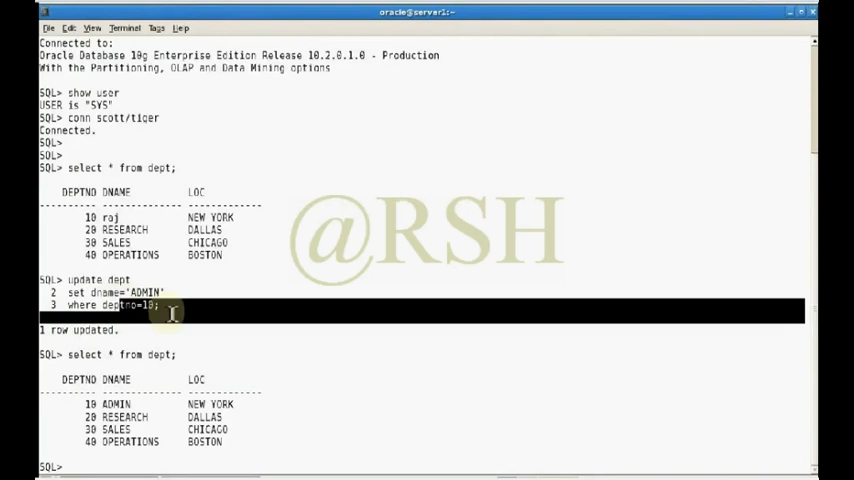 oracle@server1:~
File Edit View Terminal Tags Help
Connected to:
Oracle Database 10g Enterprise Edition Release 10.2.0.1.0 - Production
With the Partitioning, OLAP and Data Mining options
SQL> show user
USER is "SYS"
SQL> conn scott/tiger
Connected.
SQL>
SQL>
SQL> select * from dept;
DEPTNO DNAME LOC
---------- -------------- -------------
10 raj NEW YORK
20 RESEARCH DALLAS
30 SALES CHICAGO
40 OPERATIONS BOSTON
@RSH
SQL> update dept
2 set dname='ADMIN'
3 where deptno=10;
1 row updated.
SQL> select * from dept;
DEPTNO DNAME LOC
---------- -------------- -------------
10 ADMIN NEW YORK
20 RESEARCH DALLAS
30 SALES CHICAGO
40 OPERATIONS BOSTON
SQL>